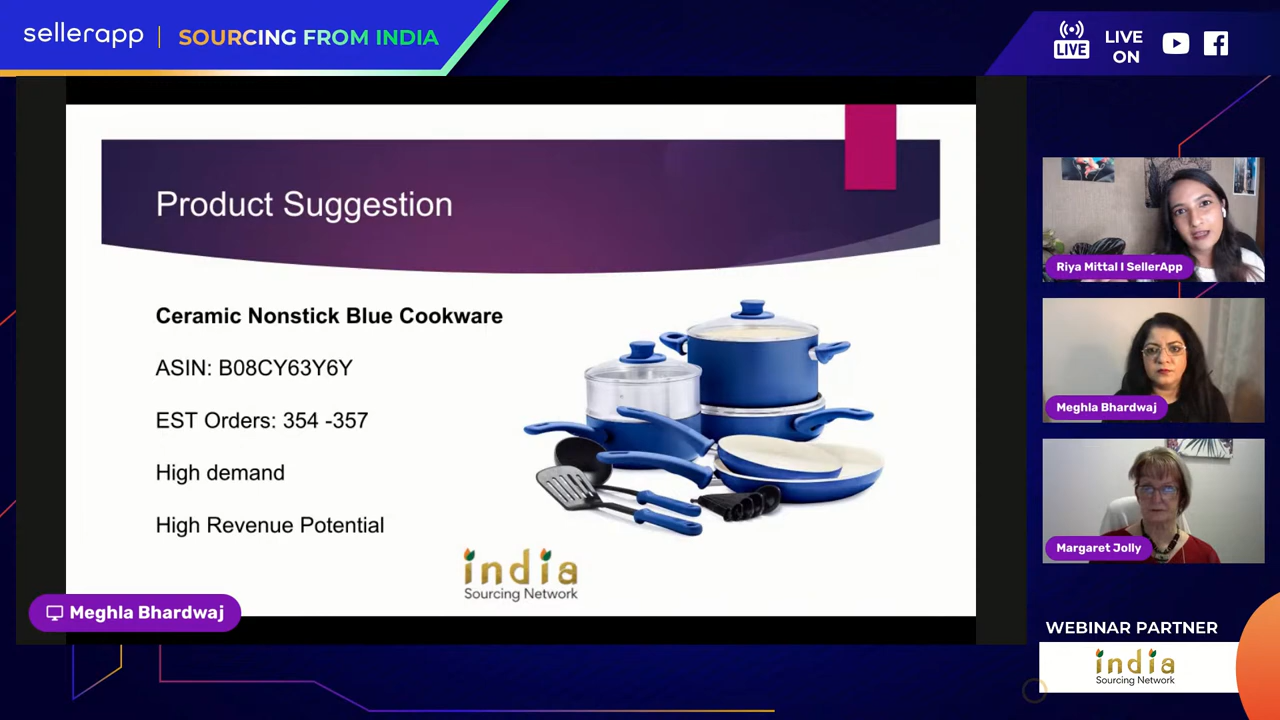 sellerapp
SOURCING FROM INDIA
LIVE
LIVE
ON
Product Suggestion
Ceramic Nonstick Blue Cookware
ASIN: B08CY63Y6Y
EST Orders: 354 -357
High demand
High Revenue Potential
india
Sourcing Network
Meghla Bhardwaj
Riya Mittal I SellerApp
Meghla Bhardwaj
Margaret Jolly
WEBINAR PARTNER
india
Sourcing Network